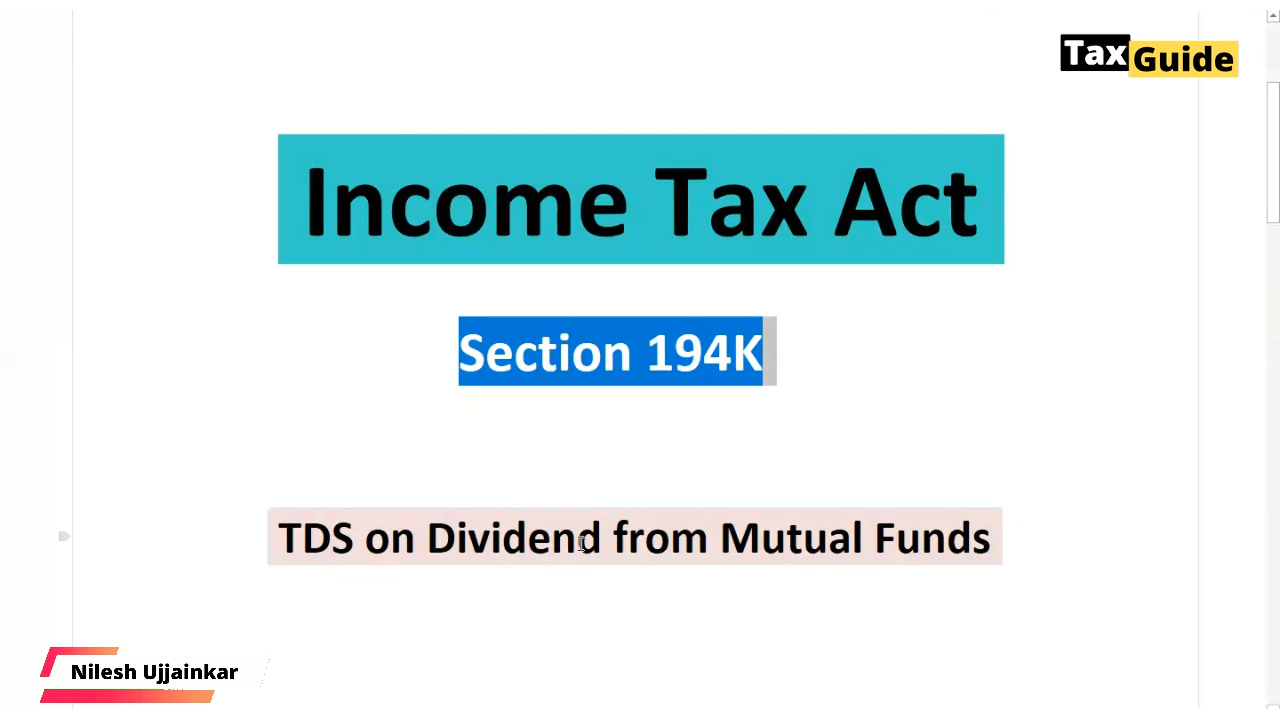 Tax Guide
Income Tax Act
Section 194K
TDS on Dividend from Mutual Funds
Nilesh Ujjainkar